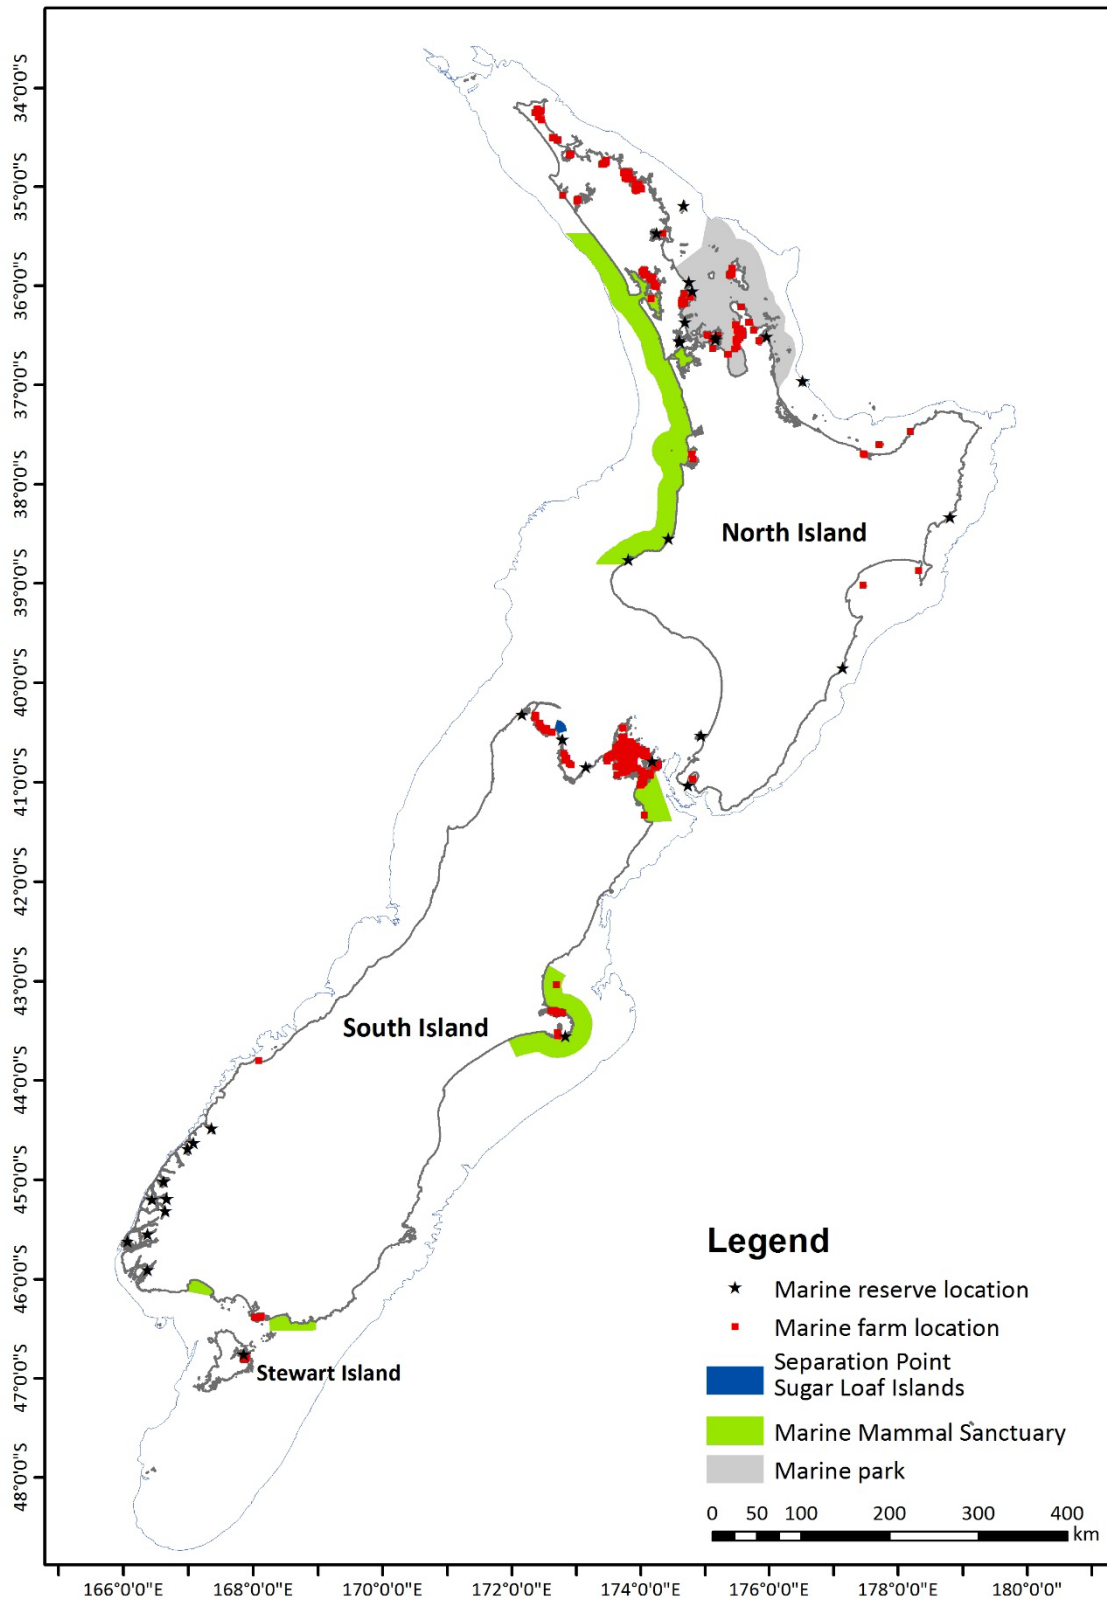 34°0'0"S
35°0'0"S
36°0'0"S
37°0'0"S
38°0'0"S
39°0'0"S
40°0'0"S
41°0'0"S
42°0'0"S
43°0'0"S
44°0'0"S
45°0'0"S
46°0'0"S
47°0'0"S
48°0'0"S
North Island
South Island
Stewart Island
Legend
Marine reserve location
Marine farm location
Separation Point
Sugar Loaf Islands
Marine Mammal Sanctuary
Marine park
0 50 100 200 300 400
km
166°0'0"E 168°0'0"E 170°0'0"E 172°0'0"E 174°0'0"E 176°0'0"E 178°0'0"E 180°0'0"